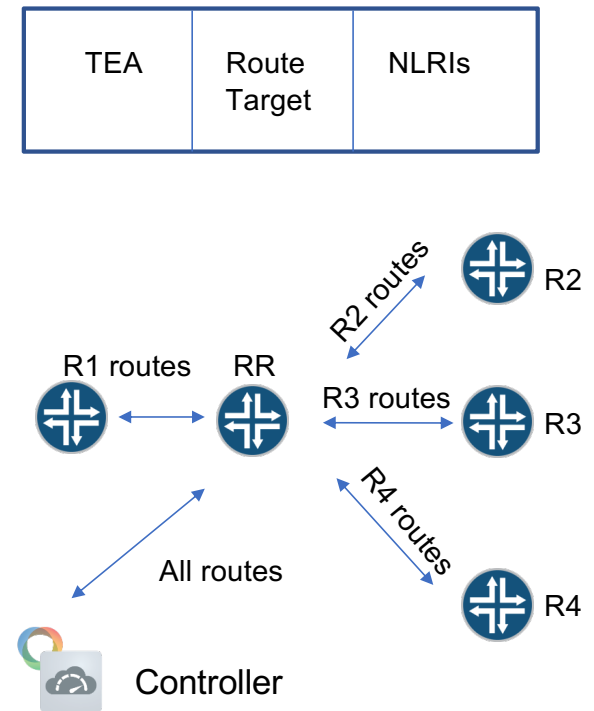 TEA
Route
Target
NLRIs
R2 routes
R2
R1 routes
RR
R3 routes
R3
R4 routes
All routes
R4
Controller